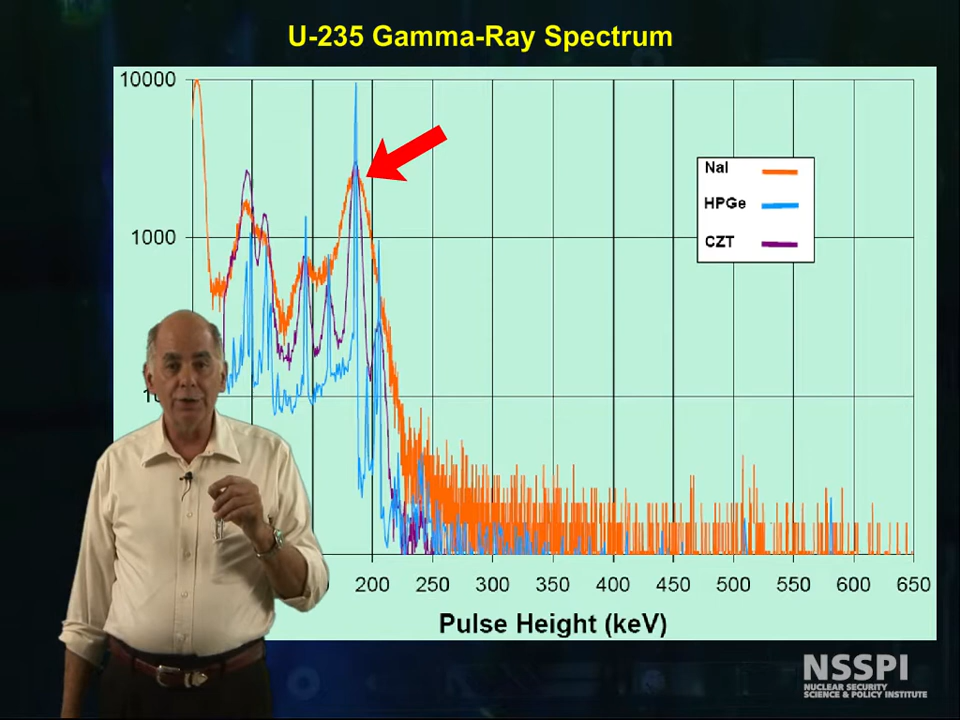 U-235 Gamma-Ray Spectrum
10000
1000
NaI
HPGe
CZT
200 250 300 350 400 450 500 550 600 650
Pulse Height (keV)
NSSPI
NUCLEAR SECURITY
SCIENCE & POLICY INSTITUTE